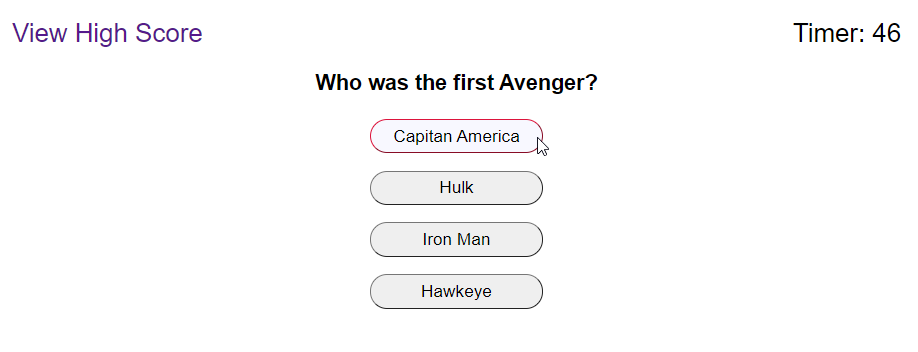 View High Score
Timer: 46
Who was the first Avenger?
Capitan America
Hulk
Iron Man
Hawkeye